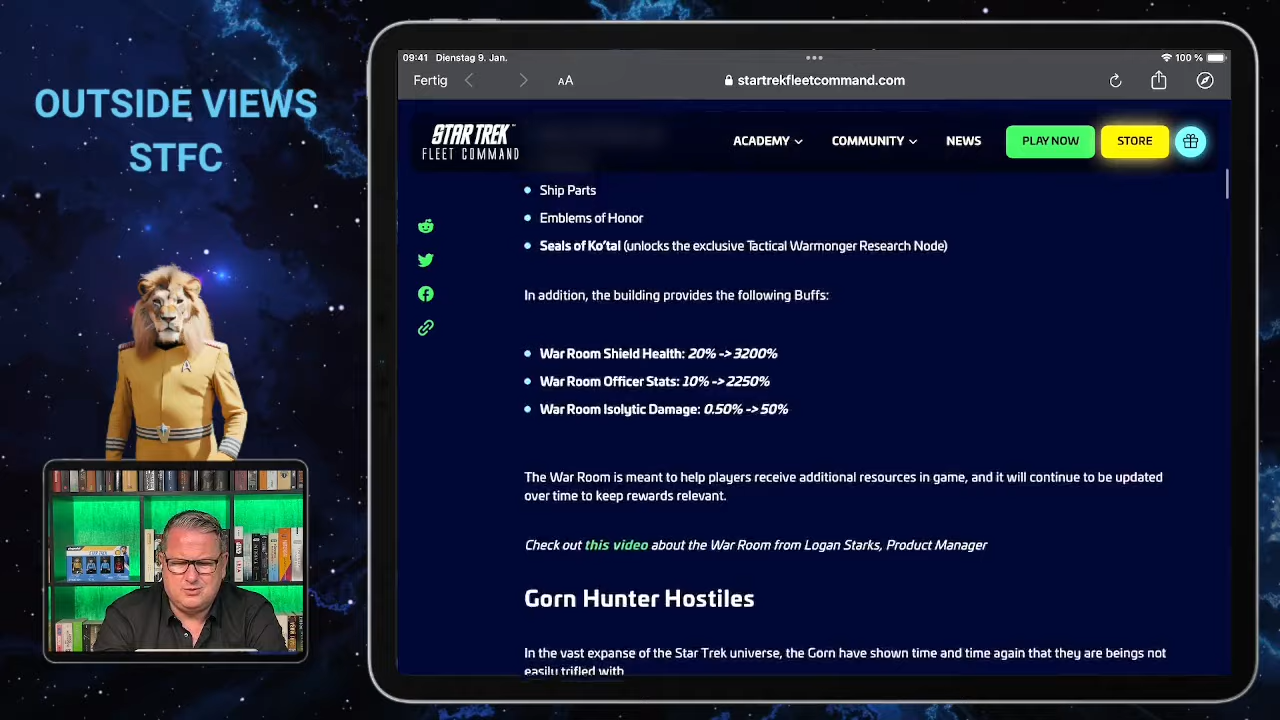 OUTSIDE VIEWS
STFC
09:41 Dienstag 9. Jan.
100 %
Fertig
AA
startrekfleetcommand.com
STAR TREK
FLEET COMMAND
ACADEMY
COMMUNITY
NEWS
PLAY NOW
STORE
Ship Parts
Emblems of Honor
Seals of Ko'tal (unlocks the exclusive Tactical Warmonger Research Node)
In addition, the building provides the following Buffs:
War Room Shield Health: 20% -> 3200%
War Room Officer Stats: 10% -> 2250%
War Room Isolytic Damage: 0.50% -> 50%
The War Room is meant to help players receive additional resources in game, and it will continue to be updated
over time to keep rewards relevant.
Check out this video about the War Room from Logan Starks, Product Manager
Gorn Hunter Hostiles
In the vast expanse of the Star Trek universe, the Gorn have shown time and time again that they are beings not
easily trifled with